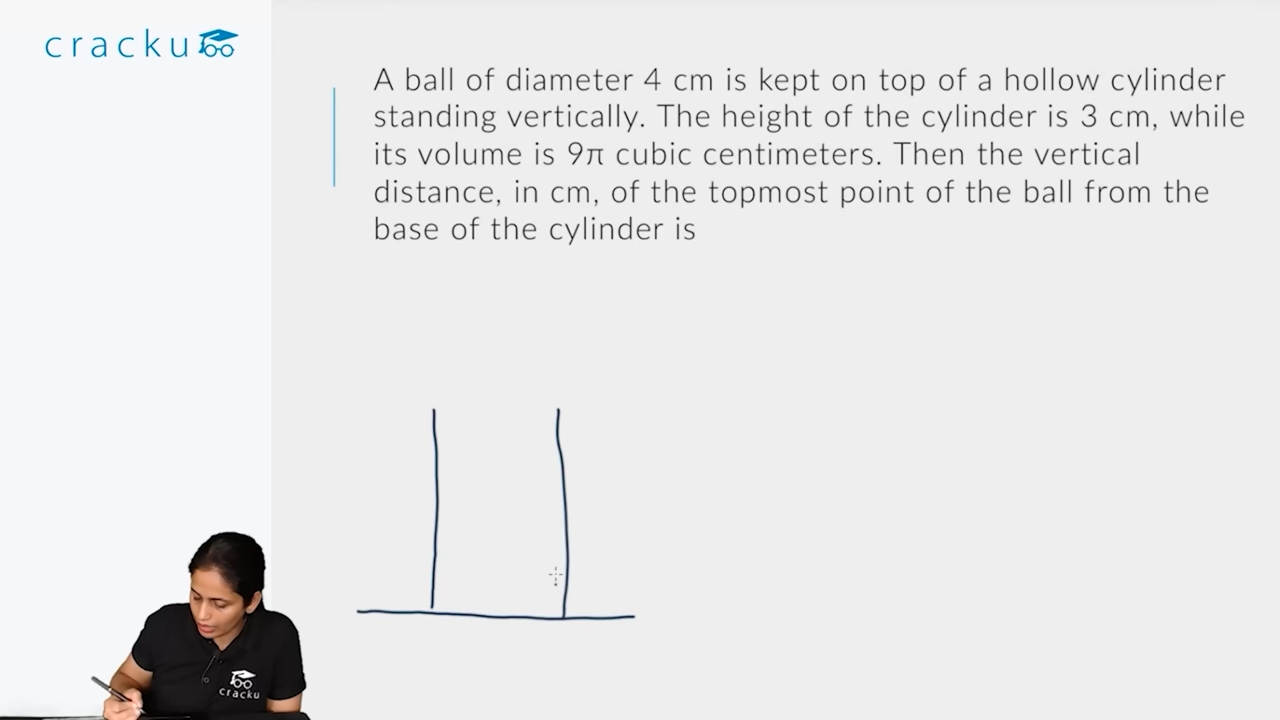 cracku
A ball of diameter 4 cm is kept on top of a hollow cylinder
standing vertically. The height of the cylinder is 3 cm, while
its volume is 9π cubic centimeters. Then the vertical
distance, in cm, of the topmost point of the ball from the
base of the cylinder is
cracku